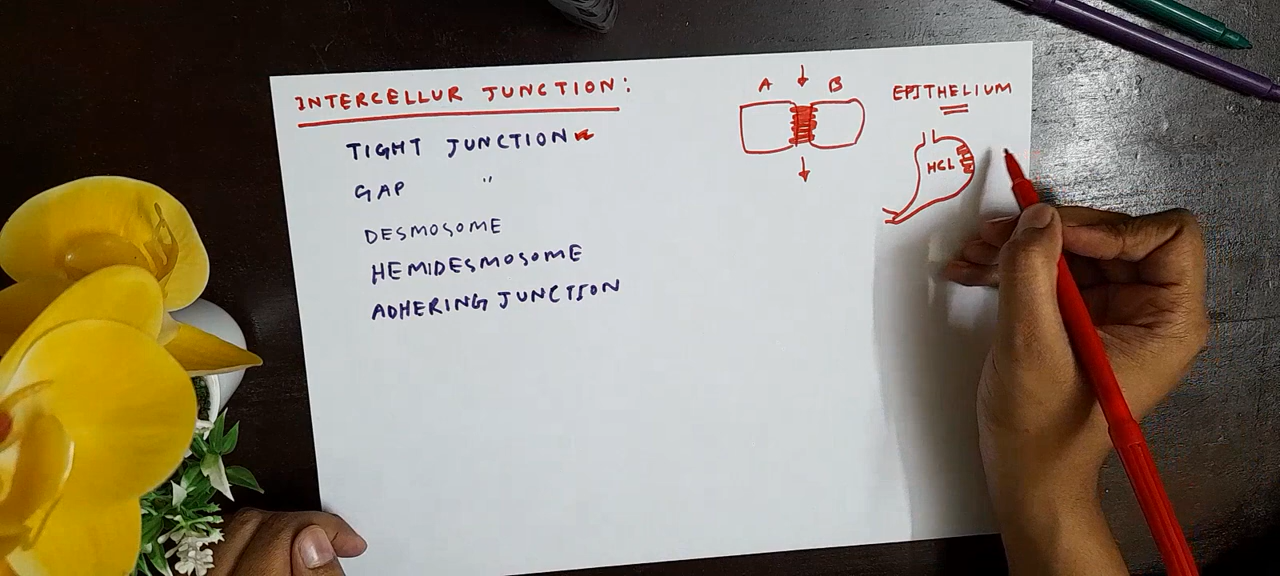 INTERCELLUR JUNCTION:
TIGHT JUNCTION
GAP "
DESMOSOME
HEMIDESMOSOME
ADHERING JUNCTION
A B
EPITHELIUM
HCL